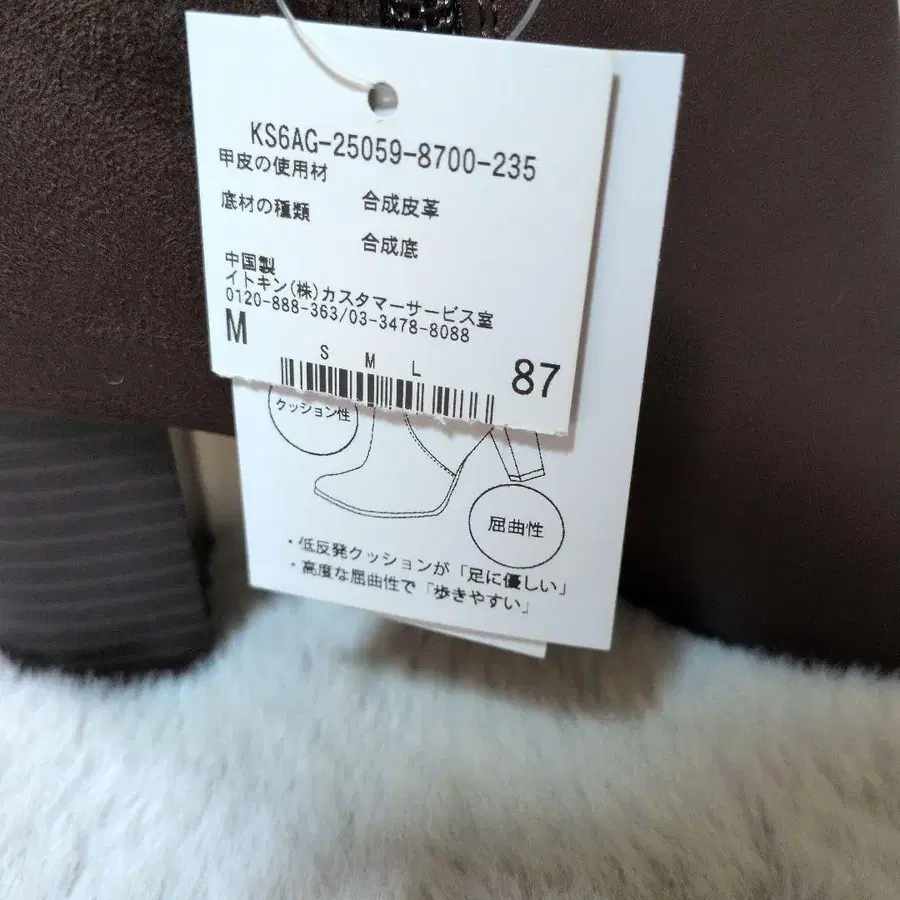 KS6AG-25059-8700-235
甲皮の使用材
合成皮革
底材の種類
合成底
中国製
イトキン(株)カスタマーサービス室
0120-888-363/03-3478-8088
M
S M L
87
クッション性
屈曲性
・低反発クッションが「足に優しい」
・高度な屈曲性で「歩きやすい」